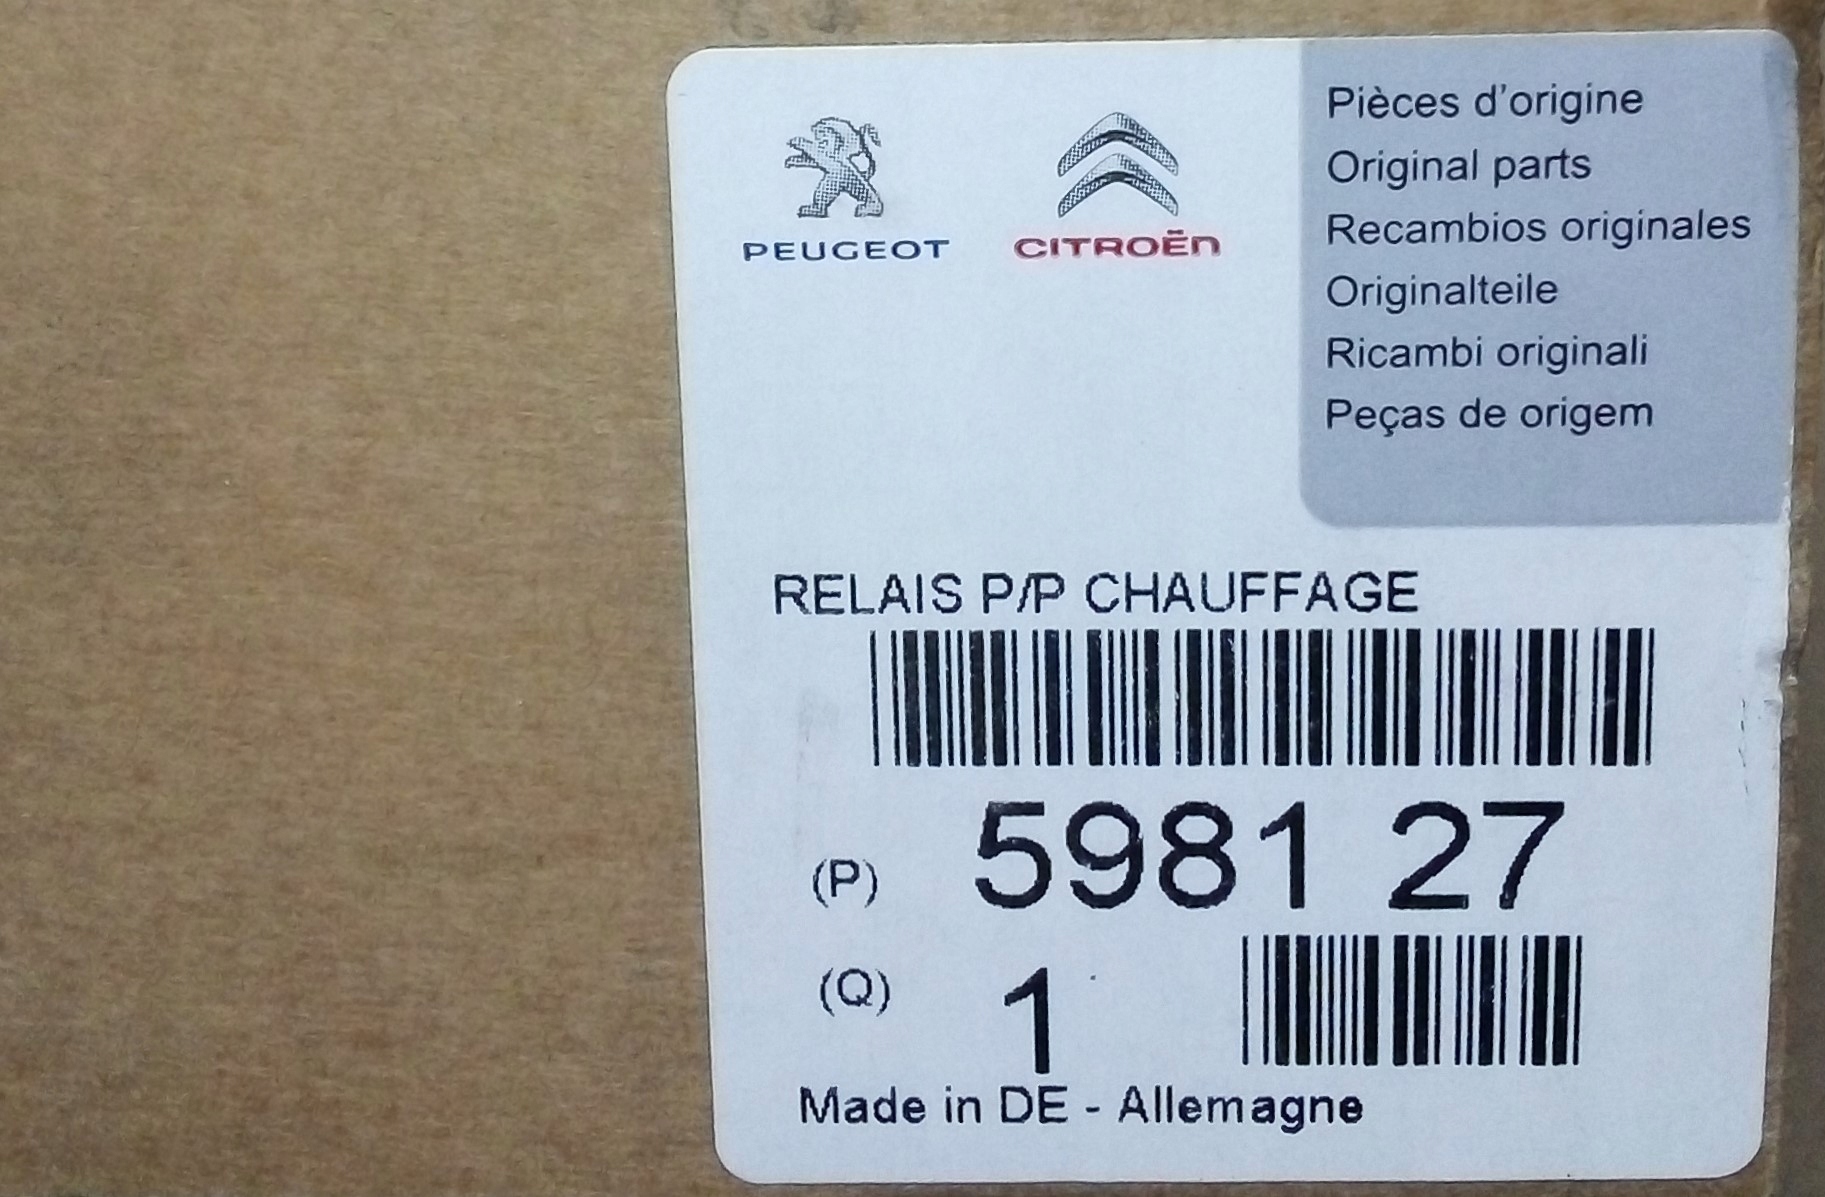 PEUGEOT
CITROËN
Pièces d'origine
Original parts
Recambios originales
Originalteile
Ricambi originali
Peças de origem
RELAIS P/P CHAUFFAGE
(P) 5981 27
(Q) 1
Made in DE - Allemagne